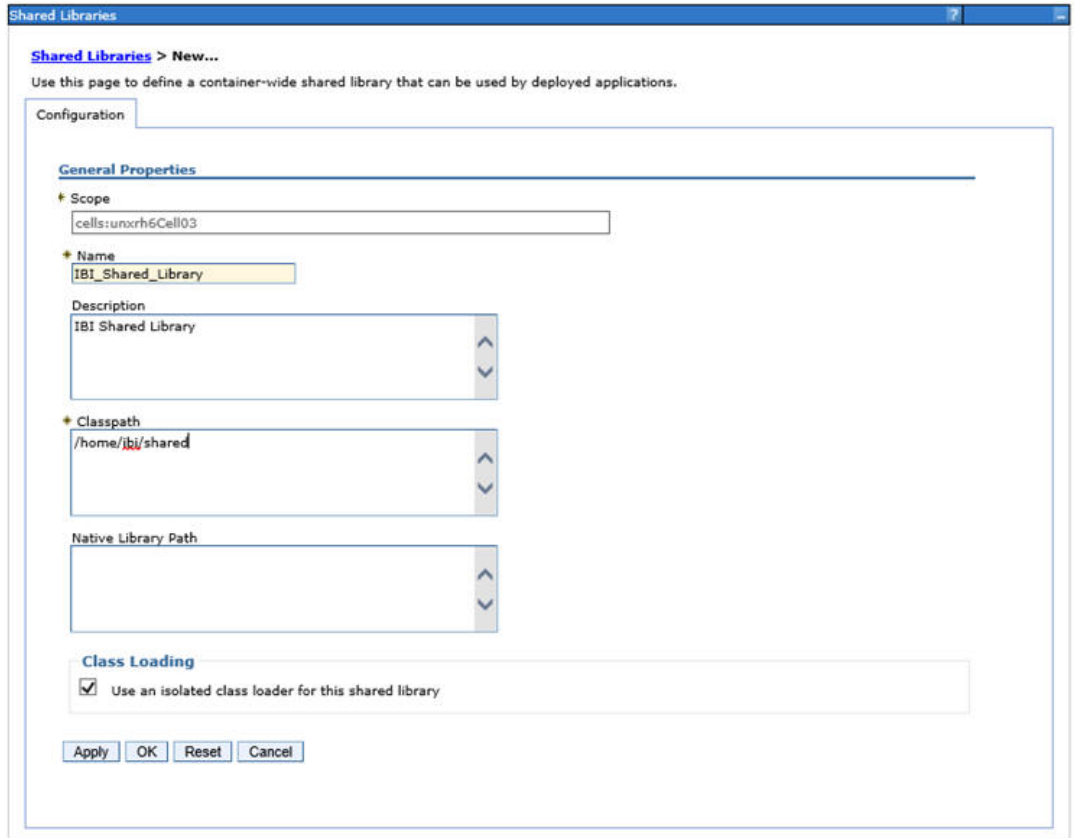 Shared Libraries ?
Shared Libraries > New...
Use this page to define a container-wide shared library that can be used by deployed applications.
Configuration
General Properties
Scope
cells:unxrh6Cell03
Name
IBI_Shared_Library
Description
IBI Shared Library
Classpath
/home/ibi/shared
Native Library Path
Class Loading
Use an isolated class loader for this shared library
Apply OK Reset Cancel